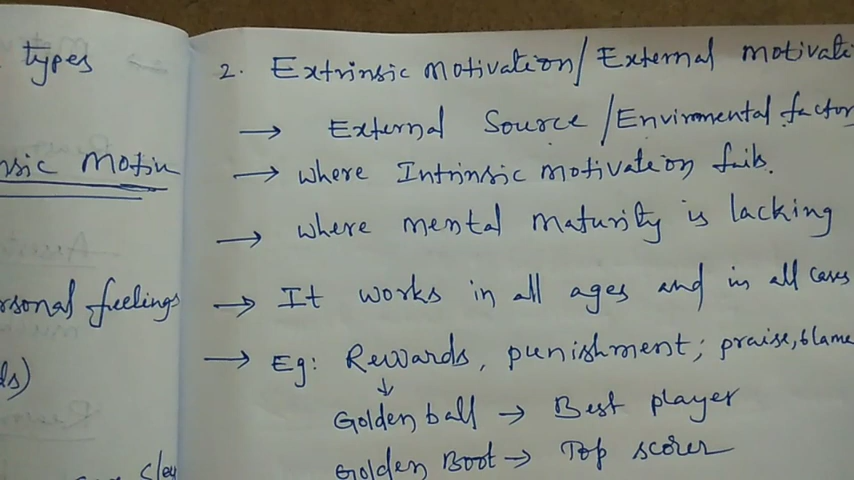 types
sic Motiv
rsonal feelings
ds)
2. Extrinsic Motivation/External Motivati
→ External Source/Envirmental factor
→ where Intrinsic motivation fails.
→ where mental maturity is lacking
→ It works in all ages and in all cases
→ Eg: Rewards, punishment; praise, blame
↓
Golden ball → Best player
Golden Boot → Top scorer